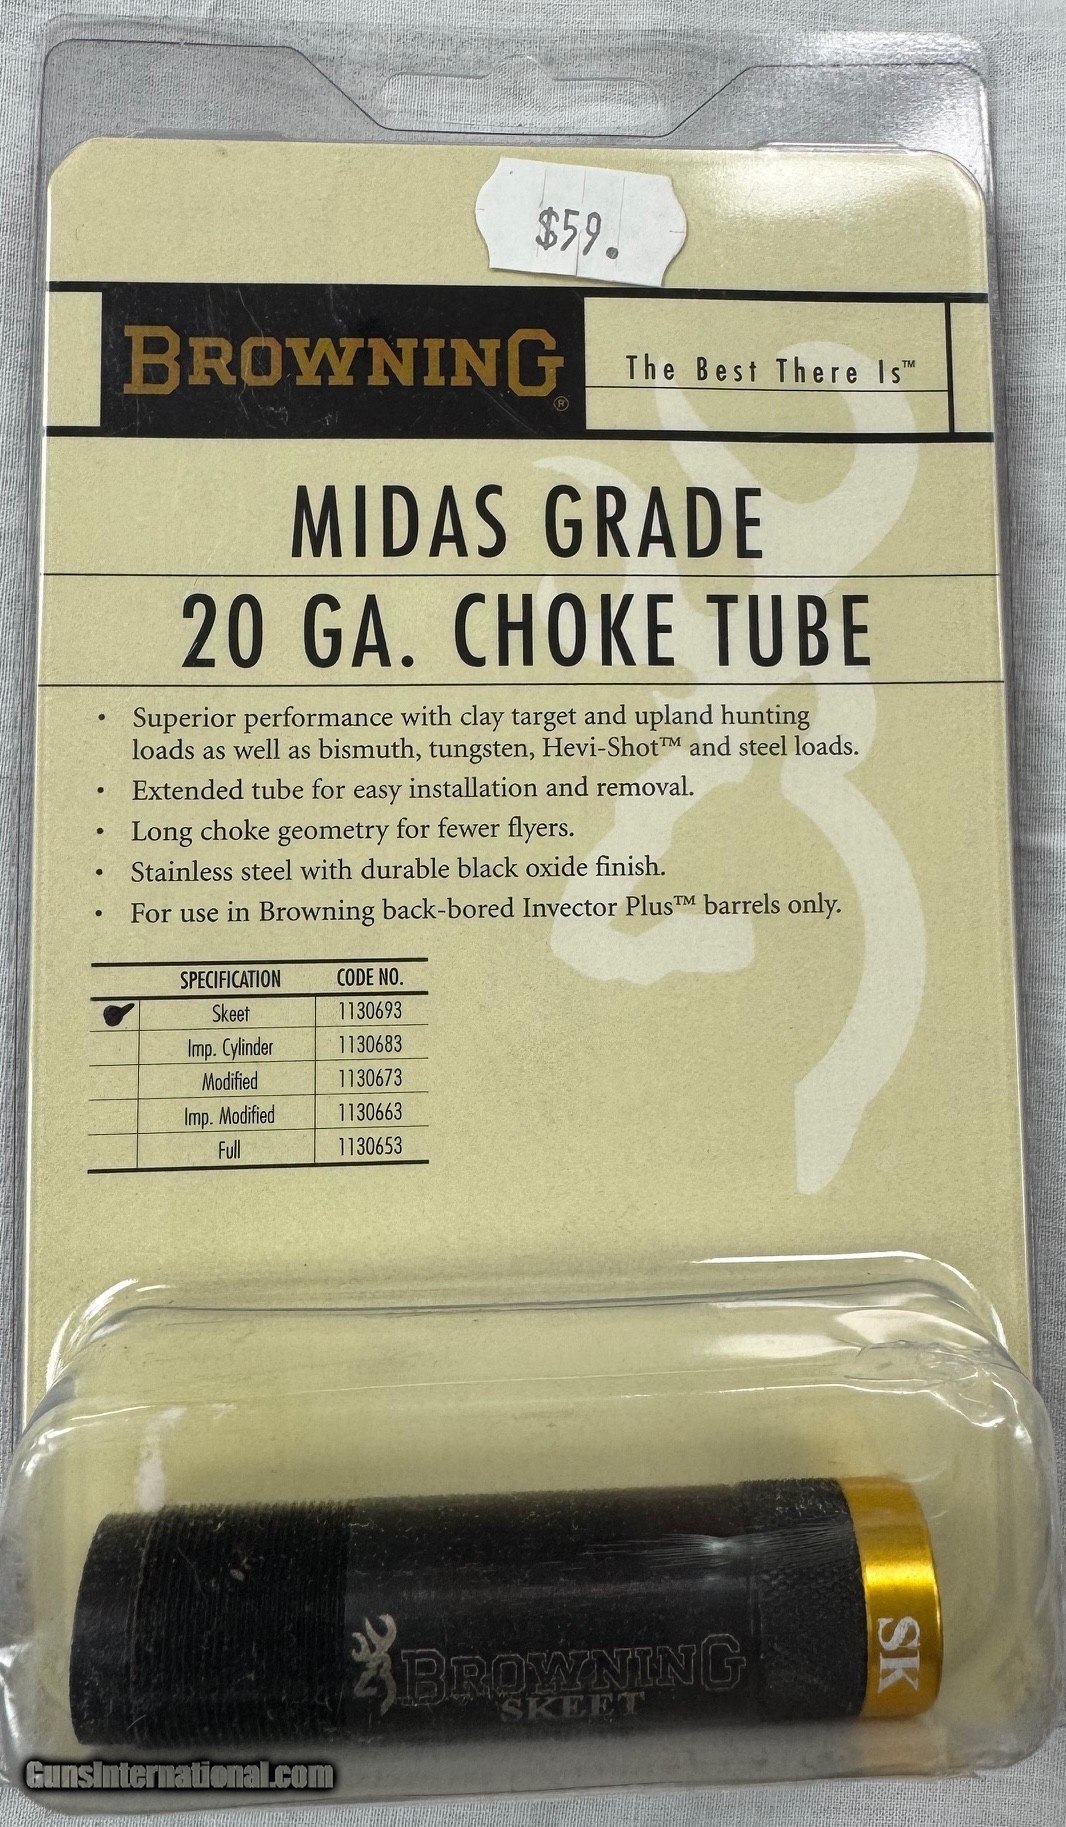 $59.
BROWNING®
The Best There Is™
MIDAS GRADE
20 GA. CHOKE TUBE
• Superior performance with clay target and upland hunting
loads as well as bismuth, tungsten, Hevi-Shot™ and steel loads.
• Extended tube for easy installation and removal.
• Long choke geometry for fewer flyers.
• Stainless steel with durable black oxide finish.
• For use in Browning back-bored Invector Plus™ barrels only.
SPECIFICATION CODE NO.
Skeet 1130693
Imp. Cylinder 1130683
Modified 1130673
Imp. Modified 1130663
Full 1130653
BROWNING
SKEET
SK
GunsInternational.com